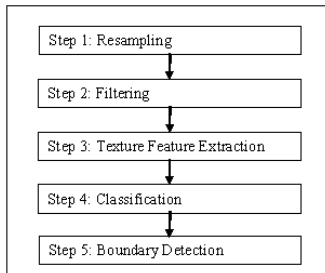 Step 1: Resampling
Step 2: Filtering
Step 3: Texture Feature Extraction
Step 4: Classification
Step 5: Boundary Detection